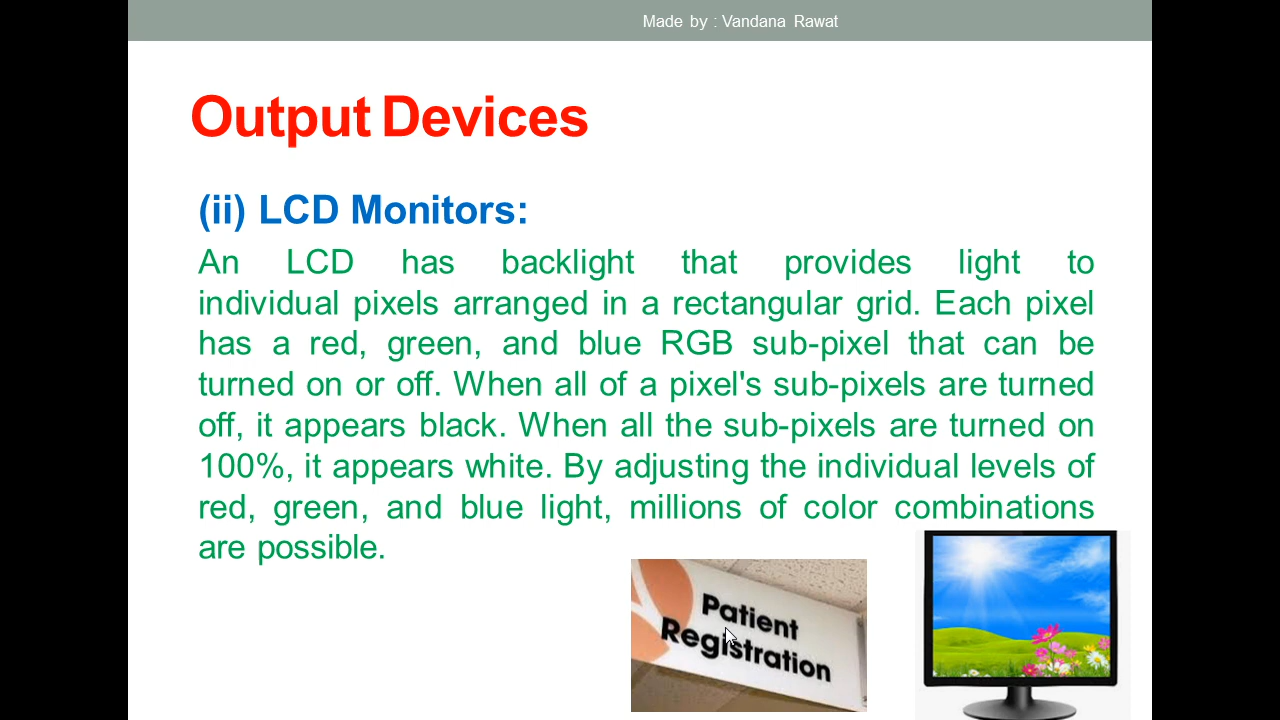 Made by : Vandana Rawat
Output Devices
(ii) LCD Monitors:
An LCD has backlight that provides light to
individual pixels arranged in a rectangular grid. Each pixel
has a red, green, and blue RGB sub-pixel that can be
turned on or off. When all of a pixel's sub-pixels are turned
off, it appears black. When all the sub-pixels are turned on
100%, it appears white. By adjusting the individual levels of
red, green, and blue light, millions of color combinations
are possible.
Patient
Registration